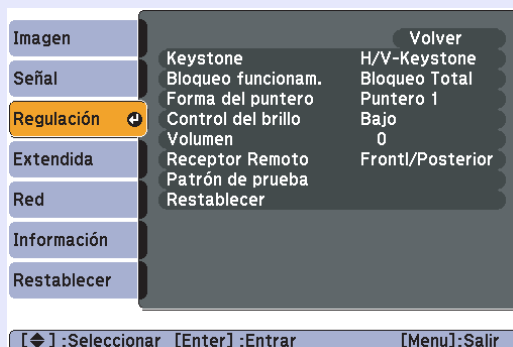 Imagen
Señal
Regulación
Extendida
Red
Información
Restablecer
Volver
Keystone H/V-Keystone
Bloqueo funcionam. Bloqueo Total
Forma del puntero Puntero 1
Control del brillo Bajo
Volumen 0
Receptor Remoto Frontl/Posterior
Patrón de prueba
Restablecer
[◆] :Seleccionar [Enter] :Entrar [Menu]:Salir